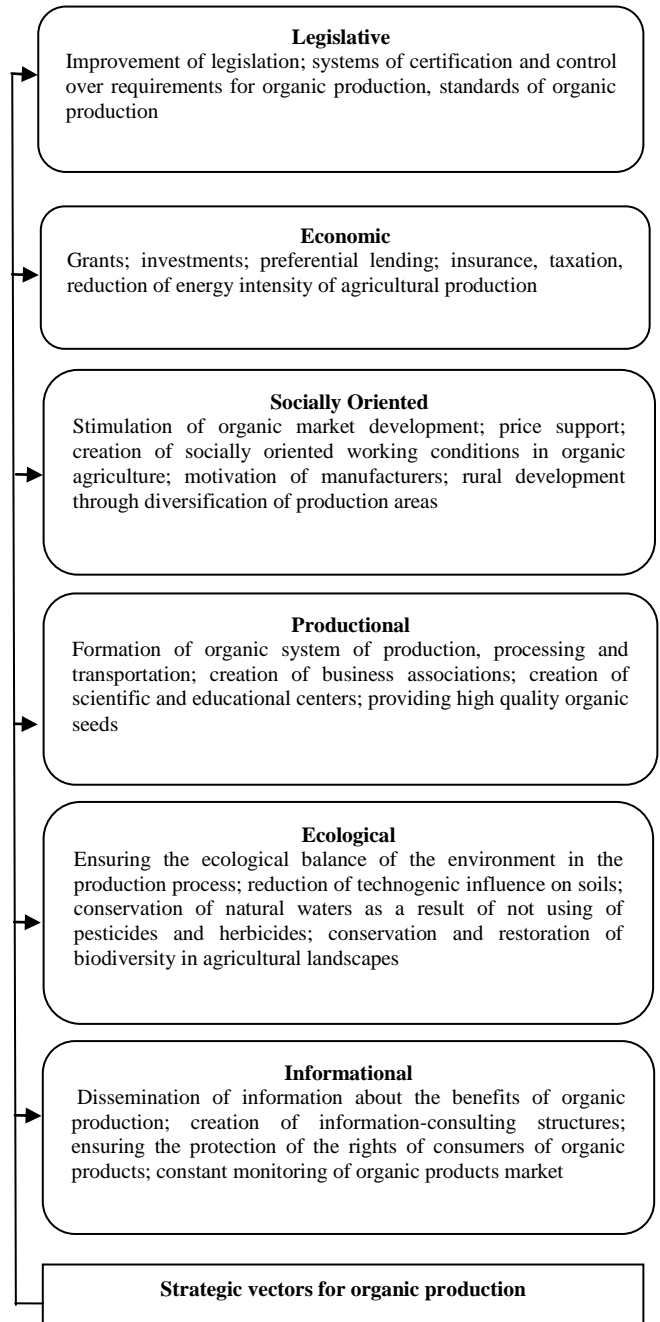 Legislative
Improvement of legislation; systems of certification and control
over requirements for organic production, standards of organic
production
Economic
Grants; investments; preferential lending; insurance, taxation,
reduction of energy intensity of agricultural production
Socially Oriented
Stimulation of organic market development; price support;
creation of socially oriented working conditions in organic
agriculture; motivation of manufacturers; rural development
through diversification of production areas
Productional
Formation of organic system of production, processing and
transportation; creation of business associations; creation of
scientific and educational centers; providing high quality organic
seeds
Ecological
Ensuring the ecological balance of the environment in the
production process; reduction of technogenic influence on soils;
conservation of natural waters as a result of not using of
pesticides and herbicides; conservation and restoration of
biodiversity in agricultural landscapes
Informational
Dissemination of information about the benefits of organic
production; creation of information-consulting structures;
ensuring the protection of the rights of consumers of organic
products; constant monitoring of organic products market
Strategic vectors for organic production